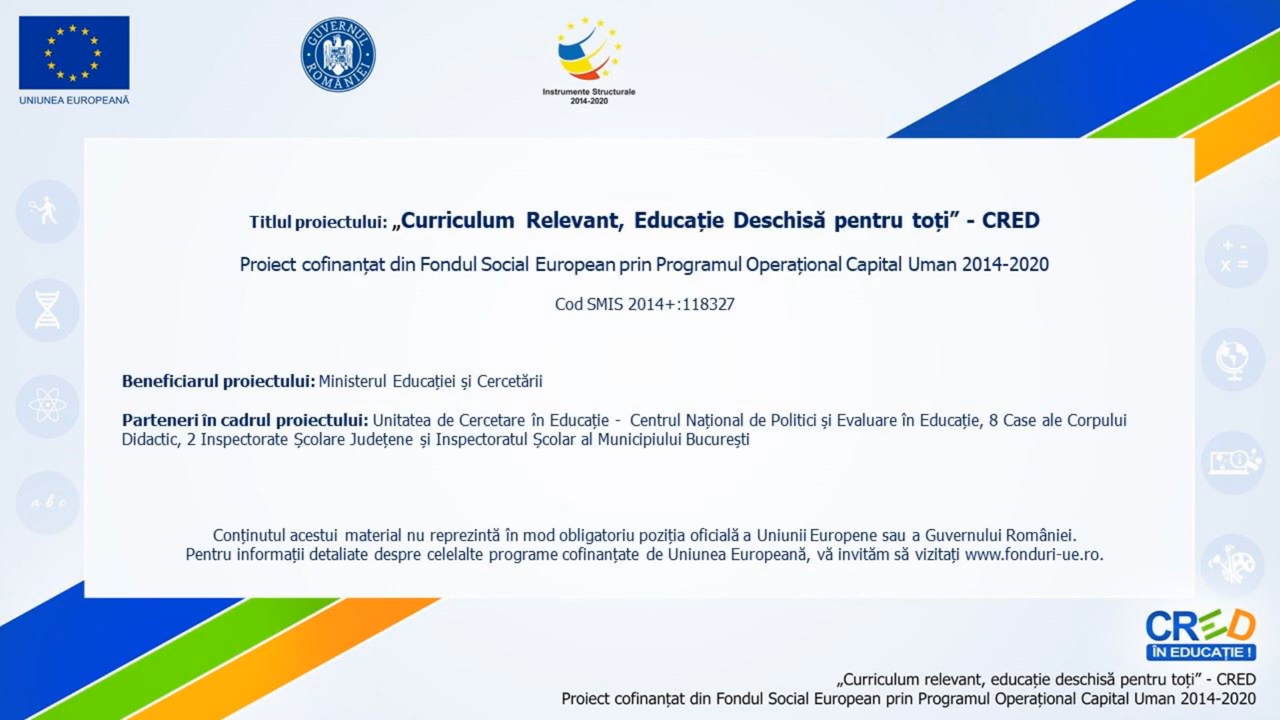 UNIUNEA EUROPEANĂ
GUVERNUL ROMÂNIEI
Instrumente Structurale
2014-2020
Titlul proiectului: „Curriculum Relevant, Educație Deschisă pentru toți” - CRED
Proiect cofinanțat din Fondul Social European prin Programul Operațional Capital Uman 2014-2020
Cod SMIS 2014+:118327
Beneficiarul proiectului: Ministerul Educației și Cercetării
Parteneri în cadrul proiectului: Unitatea de Cercetare în Educație - Centrul Național de Politici și Evaluare în Educație, 8 Case ale Corpului
Didactic, 2 Inspectorate Școlare Județene și Inspectoratul Școlar al Municipiului București
Conținutul acestui material nu reprezintă în mod obligatoriu poziția oficială a Uniunii Europene sau a Guvernului României.
Pentru informații detaliate despre celelalte programe cofinanțate de Uniunea Europeană, vă invităm să vizitați www.fonduri-ue.ro.
+ -
x =
a b c
CRED
ÎN EDUCAȚIE !
„Curriculum relevant, educație deschisă pentru toți” - CRED
Proiect cofinanțat din Fondul Social European prin Programul Operațional Capital Uman 2014-2020